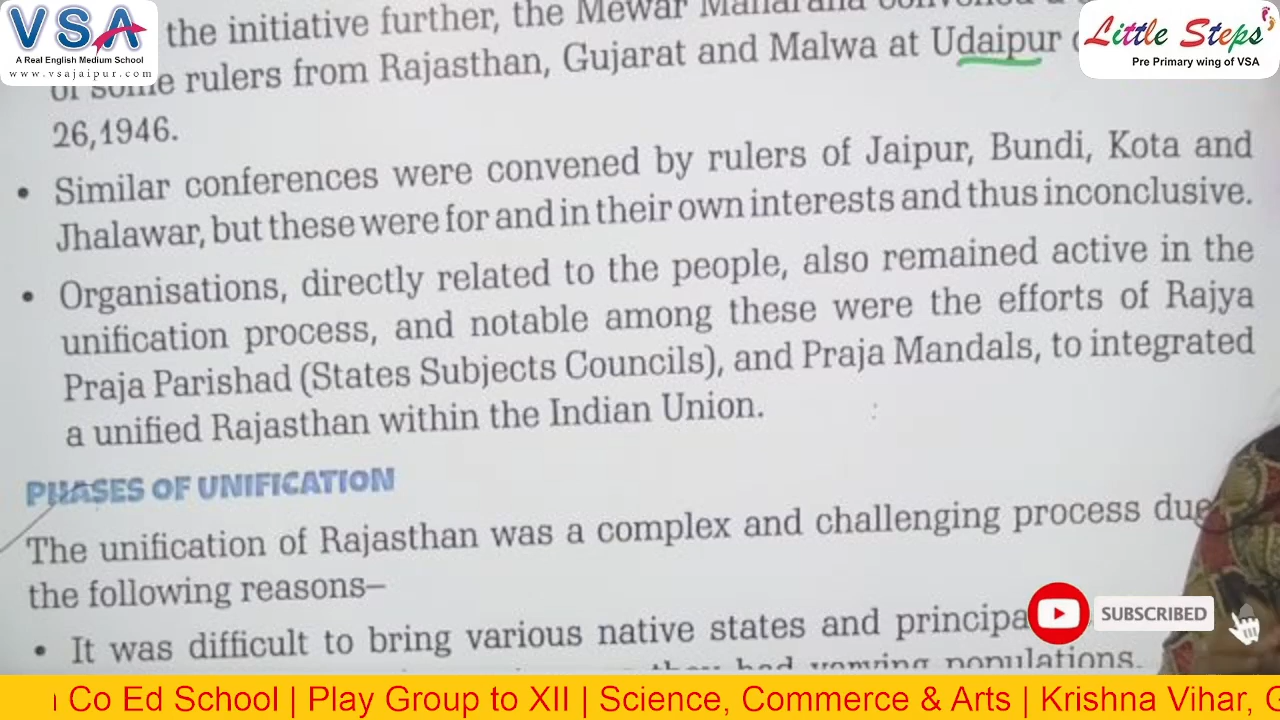 VSA
A Real English Medium School
www.vsajaipur.com
Little Steps
Pre Primary wing of VSA
the initiative further, the Mewar Maharana convened a
of some rulers from Rajasthan, Gujarat and Malwa at Udaipur
26,1946.
• Similar conferences were convened by rulers of Jaipur, Bundi, Kota and
Jhalawar, but these were for and in their own interests and thus inconclusive.
• Organisations, directly related to the people, also remained active in the
unification process, and notable among these were the efforts of Rajya
Praja Parishad (States Subjects Councils), and Praja Mandals, to integrated
a unified Rajasthan within the Indian Union.
PHASES OF UNIFICATION
The unification of Rajasthan was a complex and challenging process due
the following reasons–
• It was difficult to bring various native states and
SUBSCRIBED
they had varying populations.
Co Ed School | Play Group to XII | Science, Commerce & Arts | Krishna Vihar,